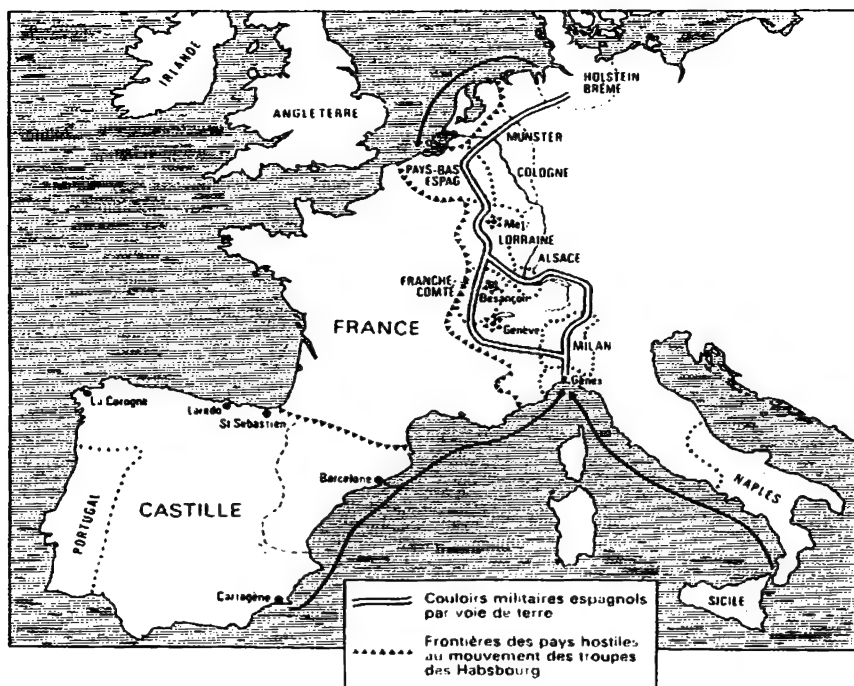 IRLANDE
ANGLETERRE
HOLSTEIN
BRÊME
MUNSTER
COLOGNE
PAYS-BAS
ESPAG
LORRAINE
ALSACE
FRANCHE-
COMTÉ
Besançon
Genève
FRANCE
MILAN
Gênes
La Corogne
Laredo
St Sébastien
Barcelone
CASTILLE
PORTUGAL
NAPLES
Cartagène
SICILE
Couloirs militaires espagnols
par voie de terre
Frontières des pays hostiles
au mouvement des troupes
des Habsbourg